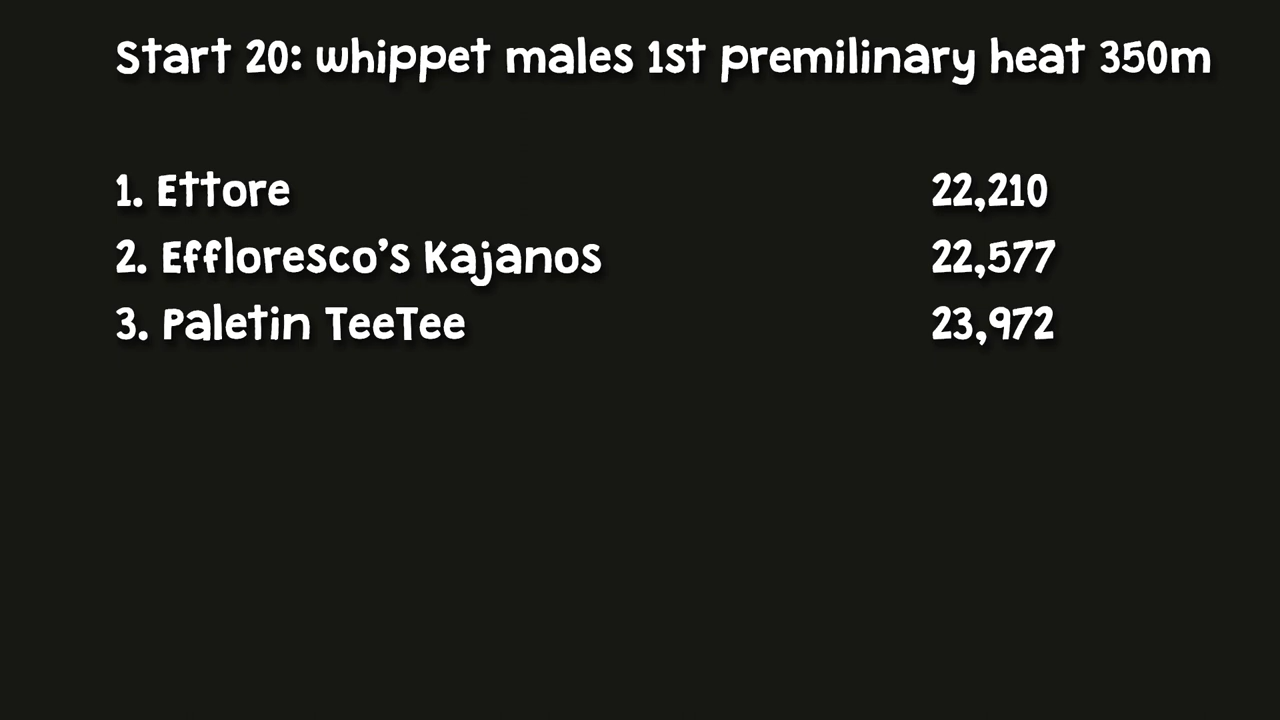 Start 20: whippet males 1st premilinary heat 350m
1. Ettore 22,210
2. Effloresco's Kajanos 22,577
3. Paletin TeeTee 23,972